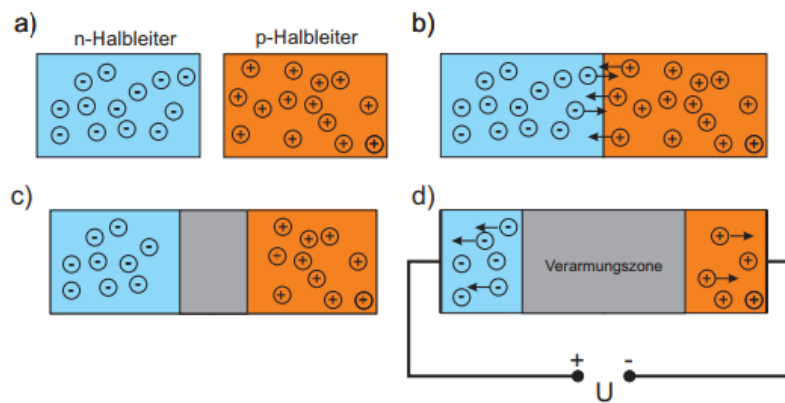 a)
n-Halbleiter p-Halbleiter
b)
c)
d)
Verarmungszone
+ -
U